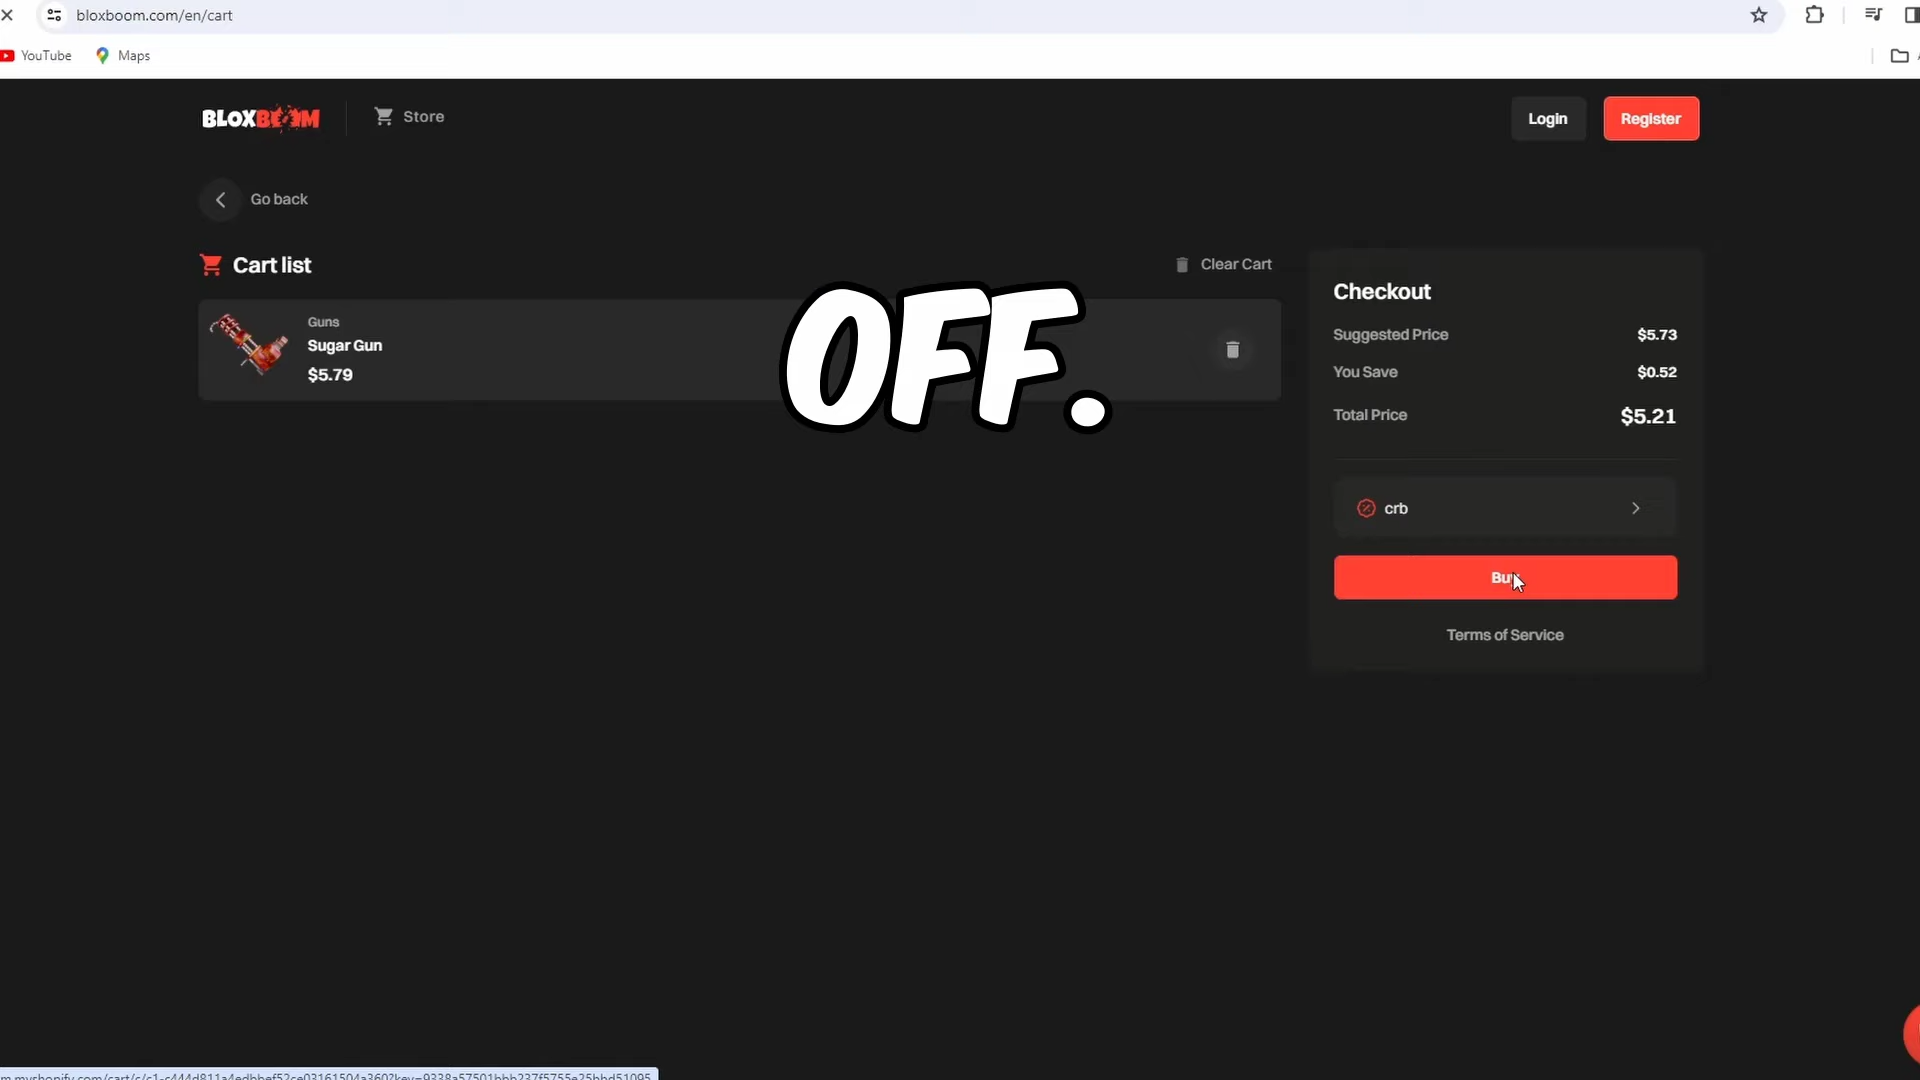 bloxboom.com/en/cart
YouTube
Maps
BLOXBOOM
Store
Login
Register
Go back
Cart list
Clear Cart
Guns
Sugar Gun
$5.79
OFF.
Checkout
Suggested Price $5.73
You Save $0.52
Total Price $5.21
crb
Buy
Terms of Service